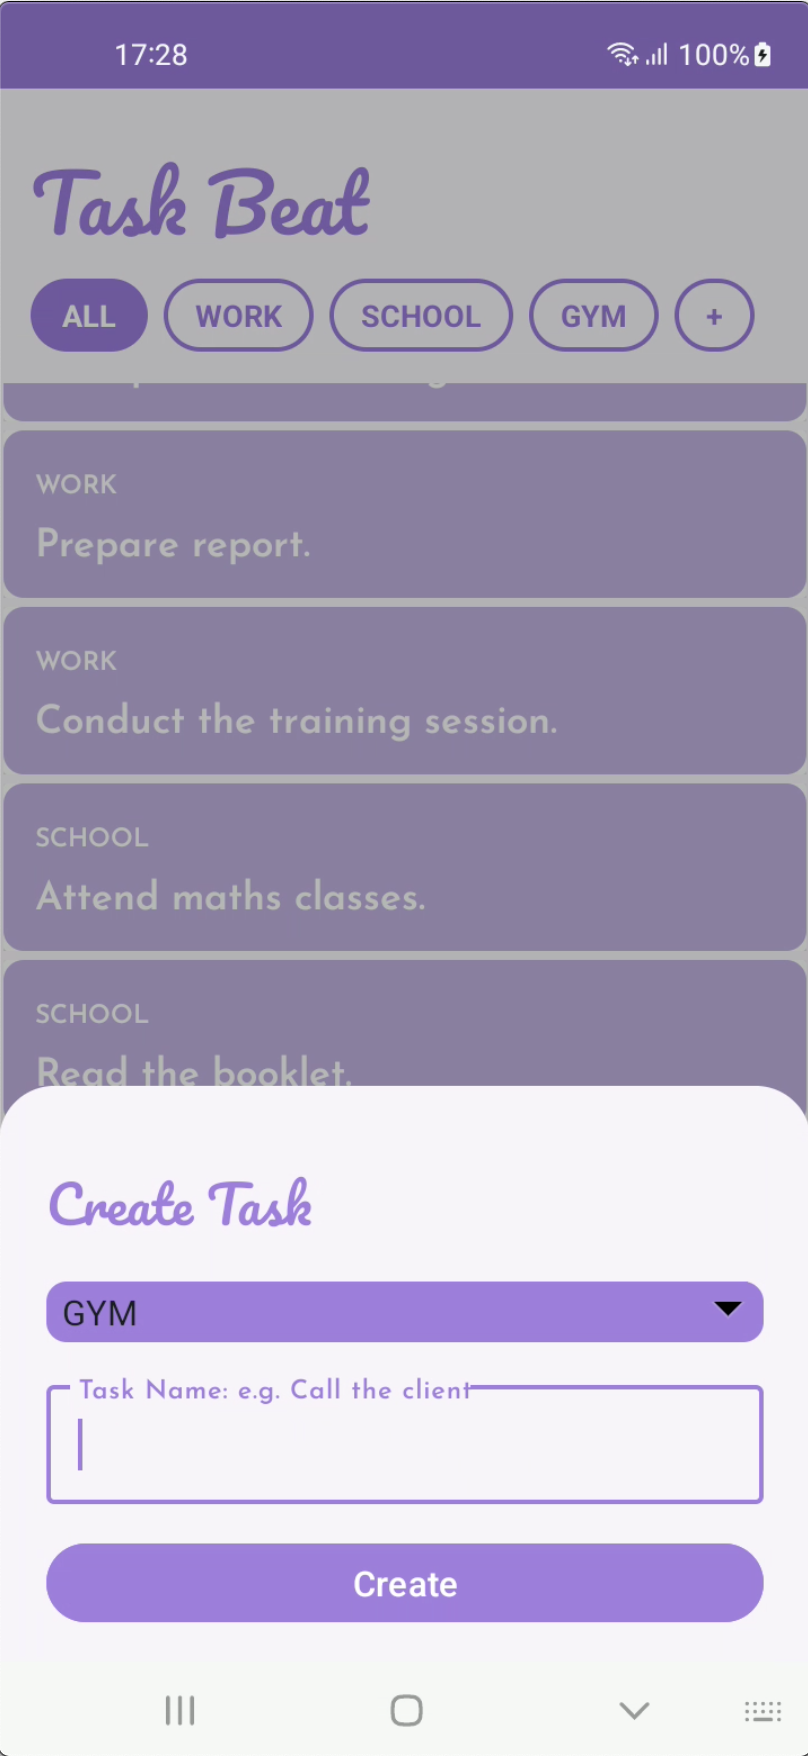 17:28 100%
Task Beat
ALL WORK SCHOOL GYM +
WORK
Prepare report.
WORK
Conduct the training session.
SCHOOL
Attend maths classes.
SCHOOL
Read the booklet.
Create Task
GYM
Task Name: e.g. Call the client
Create